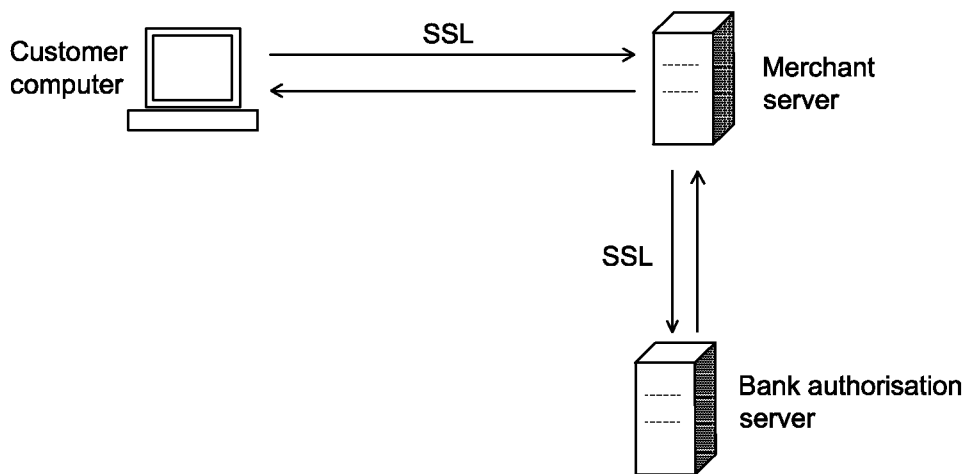 SSL
Customer
computer
Merchant
server
SSL
Bank authorisation
server